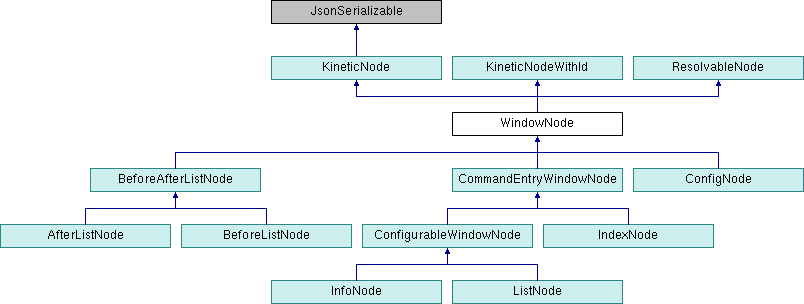 JsonSerializable
KineticNode
KineticNodeWithId
ResolvableNode
WindowNode
BeforeAfterListNode
CommandEntryWindowNode
ConfigNode
AfterListNode
BeforeListNode
ConfigurableWindowNode
IndexNode
InfoNode
ListNode